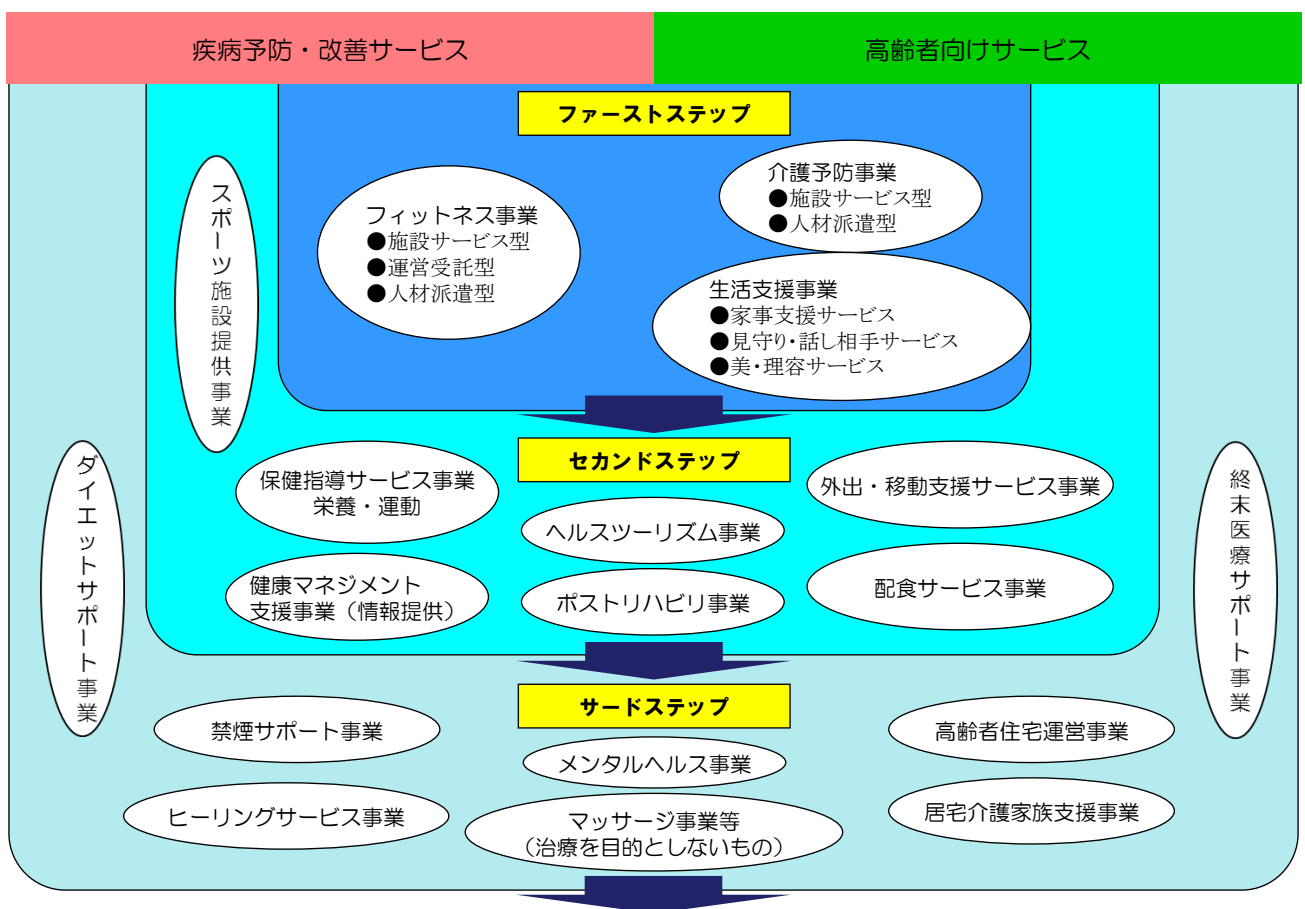 疾病予防・改善サービス
高齢者向けサービス
ファーストステップ
フィットネス事業
●施設サービス型
●運営受託型
●人材派遣型
介護予防事業
●施設サービス型
●人材派遣型
生活支援事業
●家事支援サービス
●見守り・話し相手サービス
●美・理容サービス
スポーツ施設提供事業
セカンドステップ
保健指導サービス事業
栄養・運動
健康マネジメント
支援事業（情報提供）
ヘルスツーリズム事業
ポストリハビリ事業
外出・移動支援サービス事業
配食サービス事業
ダイエットサポート事業
終末医療サポート事業
サードステップ
禁煙サポート事業
ヒーリングサービス事業
メンタルヘルス事業
マッサージ事業等
（治療を目的としないもの）
高齢者住宅運営事業
居宅介護家族支援事業